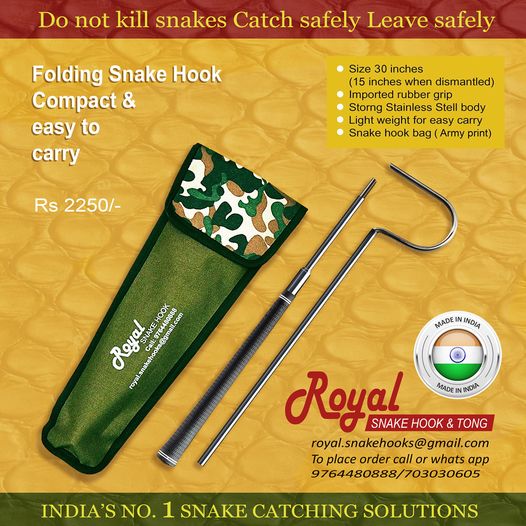 Do not kill snakes Catch safely Leave safely
Folding Snake Hook
Compact &
easy to
carry
Rs 2250/-
Size 30 inches
(15 inches when dismantled)
Imported rubber grip
Storng Stainless Stell body
Light weight for easy carry
Snake hook bag ( Army print)
Royal
SNAKE HOOK
Call: 9764480888
royal.snakehooks@gmail.com
MADE IN INDIA
MADE IN INDIA
Royal
SNAKE HOOK & TONG
royal.snakehooks@gmail.com
To place order call or whats app
9764480888/703030605
INDIA'S NO. 1 SNAKE CATCHING SOLUTIONS